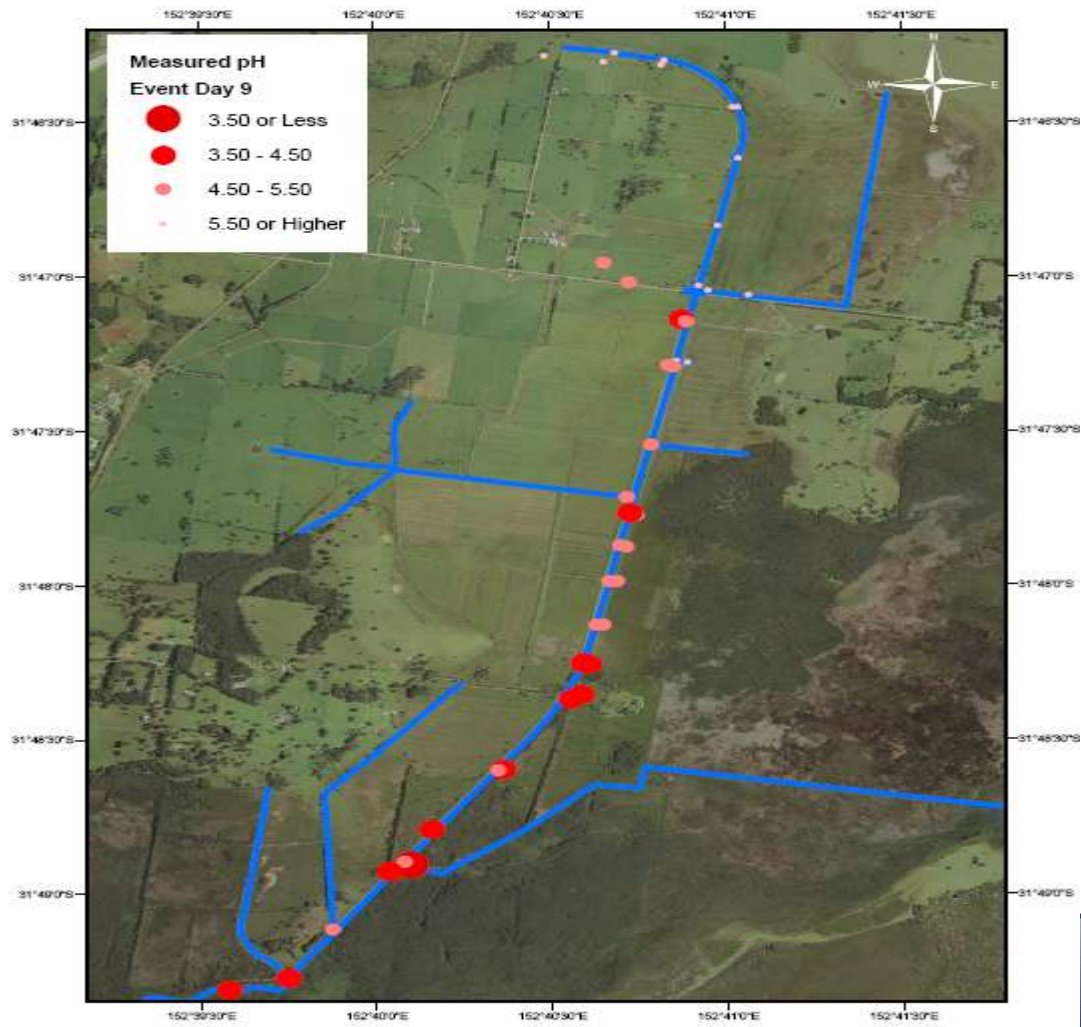 152°39'30"E 152°40'0"E 152°40'30"E 152°41'0"E 152°41'30"E
Measured pH
Event Day 9
3.50 or Less
3.50 - 4.50
4.50 - 5.50
5.50 or Higher
N
W E
S
31°46'30"S 31°46'30"S
31°47'0"S 31°47'0"S
31°47'30"S 31°47'30"S
31°48'0"S 31°48'0"S
31°48'30"S 31°48'30"S
31°49'0"S 31°49'0"S
152°39'30"E 152°40'0"E 152°40'30"E 152°41'0"E 152°41'30"E